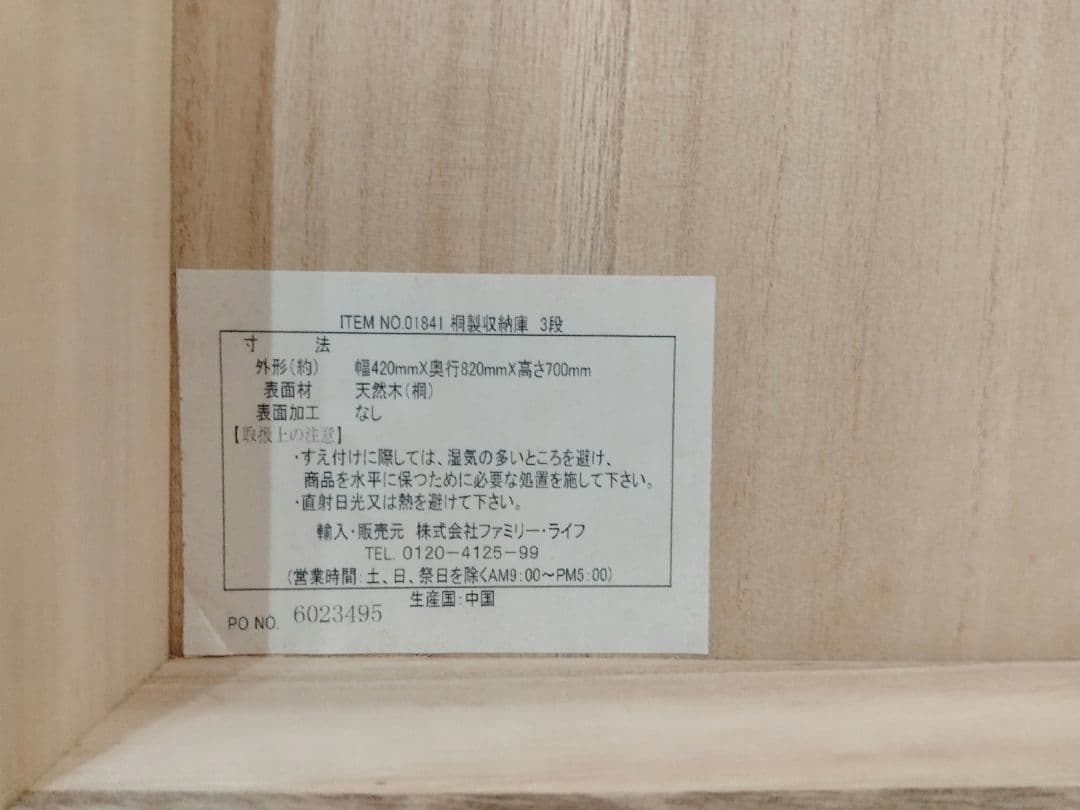 ITEM NO.01841 桐製収納庫 3段
寸 法
外形(約) 幅420mmX奥行820mmX高さ700mm
表面材 天然木(桐)
表面加工 なし
【取扱上の注意】
・すえ付けに際しては、湿気の多いところを避け、
商品を水平に保つために必要な処置を施して下さい。
・直射日光又は熱を避けて下さい。
輸入・販売元 株式会社ファミリー・ライフ
TEL. 0120-4125-99
(営業時間:土、日、祭日を除くAM9:00~PM5:00)
生産国:中国
PO NO. 6023495